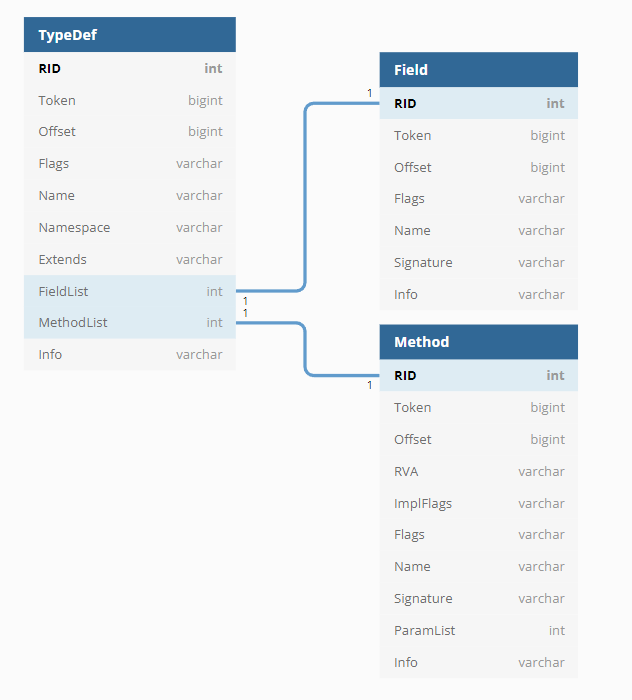 TypeDef
RID int
Token bigint
Offset bigint
Flags varchar
Name varchar
Namespace varchar
Extends varchar
FieldList int
1
1
MethodList int
Info varchar
Field
1
RID int
Token bigint
Offset bigint
Flags varchar
Name varchar
Signature varchar
Info varchar
Method
RID int
1
Token bigint
Offset bigint
RVA varchar
ImplFlags varchar
Flags varchar
Name varchar
Signature varchar
ParamList int
Info varchar